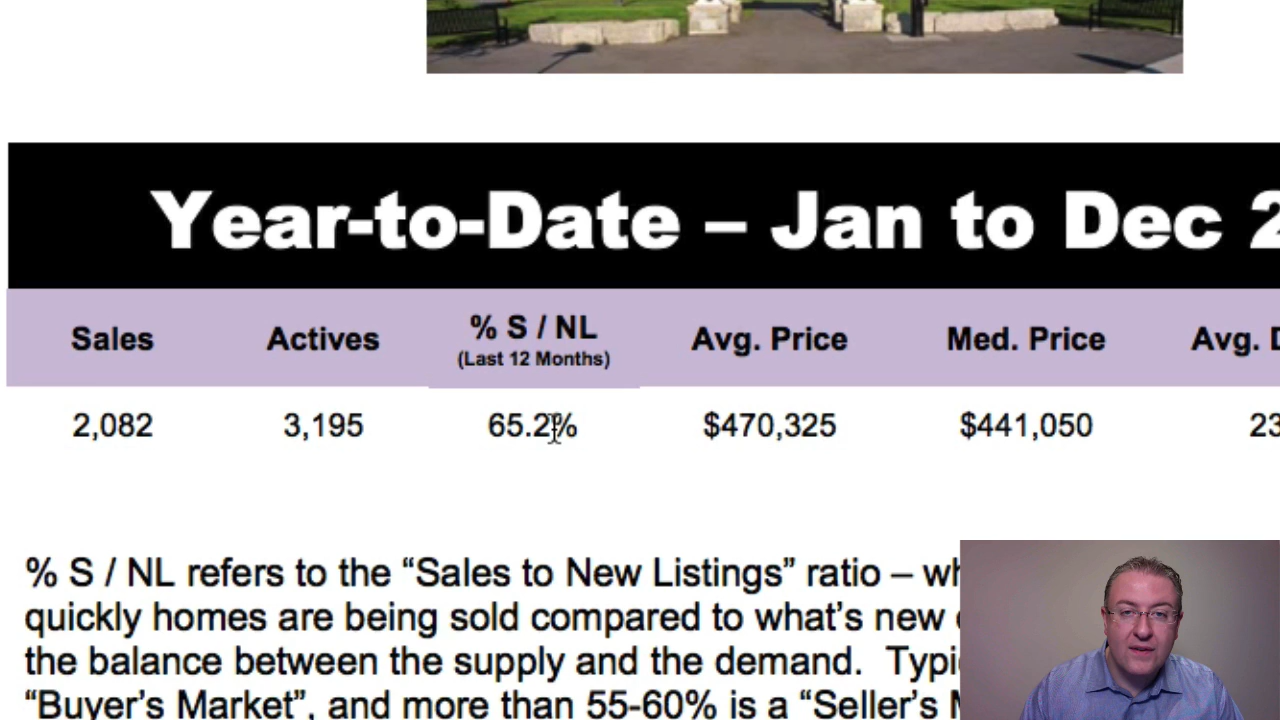 Year-to-Date – Jan to Dec
Sales Actives % S / NL Avg. Price Med. Price Avg.
(Last 12 Months)
2,082 3,195 65.2% $470,325 $441,050
% S / NL refers to the “Sales to New Listings” ratio –
quickly homes are being sold compared to what’s new
the balance between the supply and the demand.
“Buyer’s Market”, and more than 55-60% is a “Seller’s